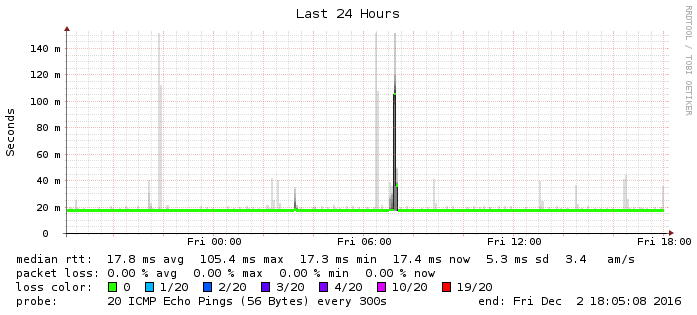 Last 24 Hours
RRDTOOL / TOBI OETIKER
Seconds
140 m
120 m
100 m
80 m
60 m
40 m
20 m
0
Fri 00:00 Fri 06:00 Fri 12:00 Fri 18:00
median rtt: 17.8 ms avg 105.4 ms max 17.3 ms min 17.4 ms now 5.3 ms sd 3.4 am/s
packet loss: 0.00 % avg 0.00 % max 0.00 % min 0.00 % now
loss color: 0 1/20 2/20 3/20 4/20 10/20 19/20
probe: 20 ICMP Echo Pings (56 Bytes) every 300s end: Fri Dec 2 18:05:08 2016